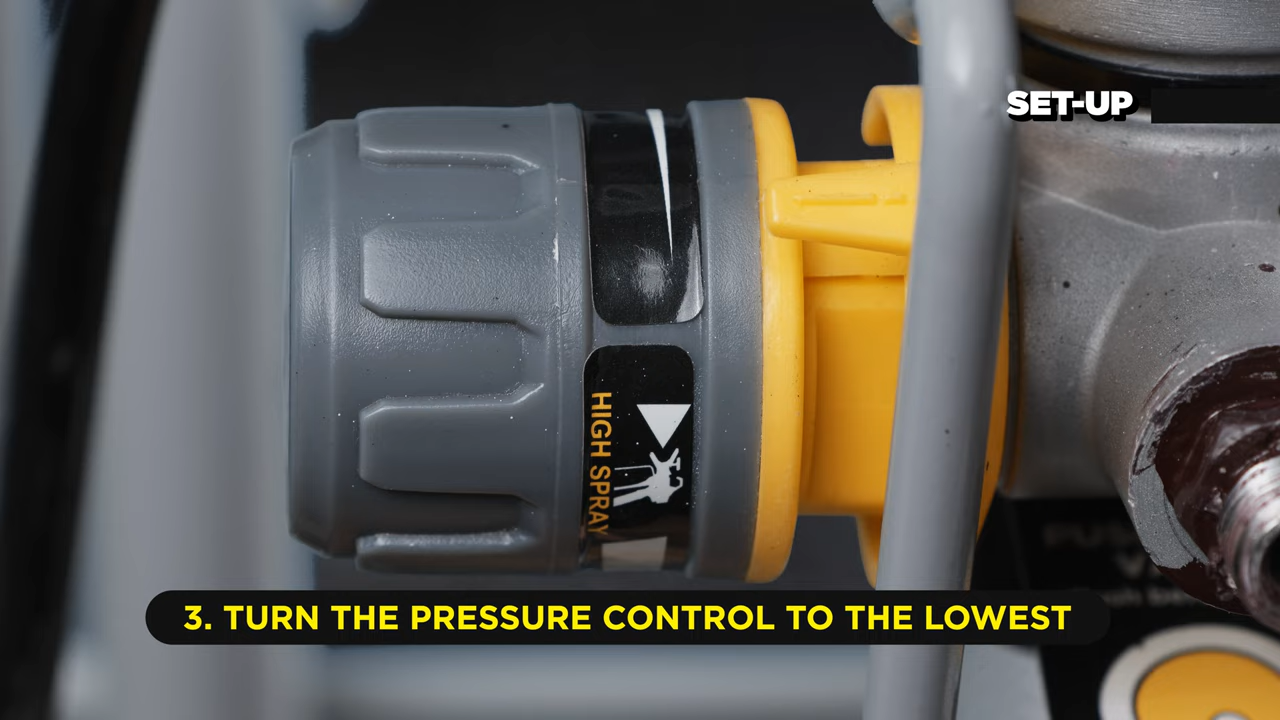 SET-UP
HIGH SPRAY
3. TURN THE PRESSURE CONTROL TO THE LOWEST